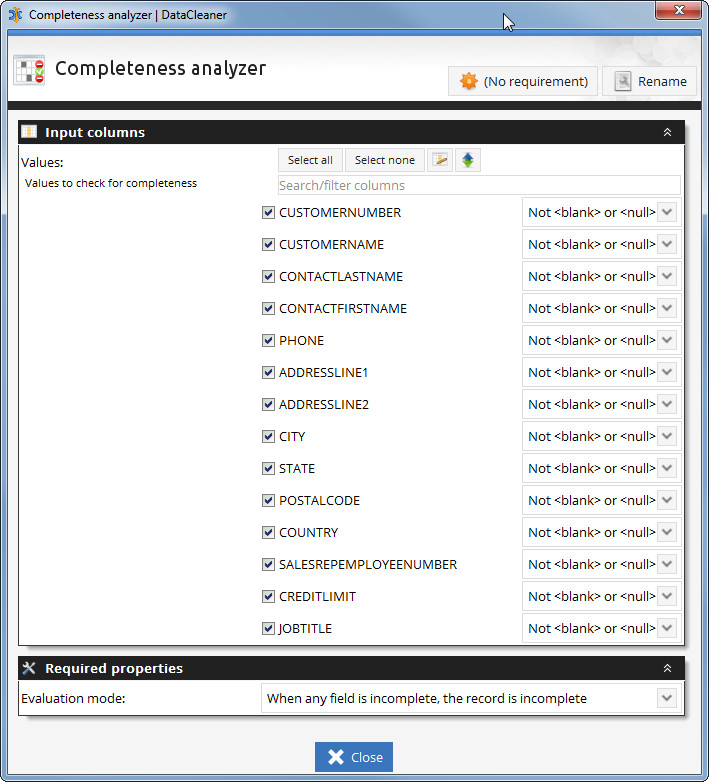 Completeness analyzer | DataCleaner
Completeness analyzer
(No requirement) Rename
Input columns
Values: Select all Select none
Values to check for completeness Search/filter columns
CUSTOMERNUMBER Not <blank> or <null>
CUSTOMERNAME Not <blank> or <null>
CONTACTLASTNAME Not <blank> or <null>
CONTACTFIRSTNAME Not <blank> or <null>
PHONE Not <blank> or <null>
ADDRESSLINE1 Not <blank> or <null>
ADDRESSLINE2 Not <blank> or <null>
CITY Not <blank> or <null>
STATE Not <blank> or <null>
POSTALCODE Not <blank> or <null>
COUNTRY Not <blank> or <null>
SALESREPEMPLOYEENUMBER Not <blank> or <null>
CREDITLIMIT Not <blank> or <null>
JOBTITLE Not <blank> or <null>
Required properties
Evaluation mode: When any field is incomplete, the record is incomplete
Close